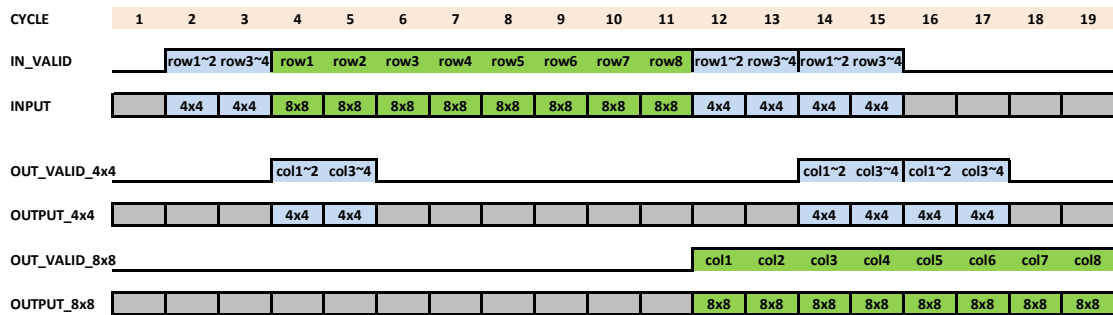 CYCLE 1 2 3 4 5 6 7 8 9 10 11 12 13 14 15 16 17 18 19
IN_VALID row1~2 row3~4 row1 row2 row3 row4 row5 row6 row7 row8 row1~2 row3~4 row1~2 row3~4
INPUT 4x4 4x4 8x8 8x8 8x8 8x8 8x8 8x8 8x8 8x8 4x4 4x4 4x4 4x4
OUT_VALID_4x4 col1~2 col3~4 col1~2 col3~4 col1~2 col3~4
OUTPUT_4x4 4x4 4x4 4x4 4x4 4x4 4x4
OUT_VALID_8x8 col1 col2 col3 col4 col5 col6 col7 col8
OUTPUT_8x8 8x8 8x8 8x8 8x8 8x8 8x8 8x8 8x8